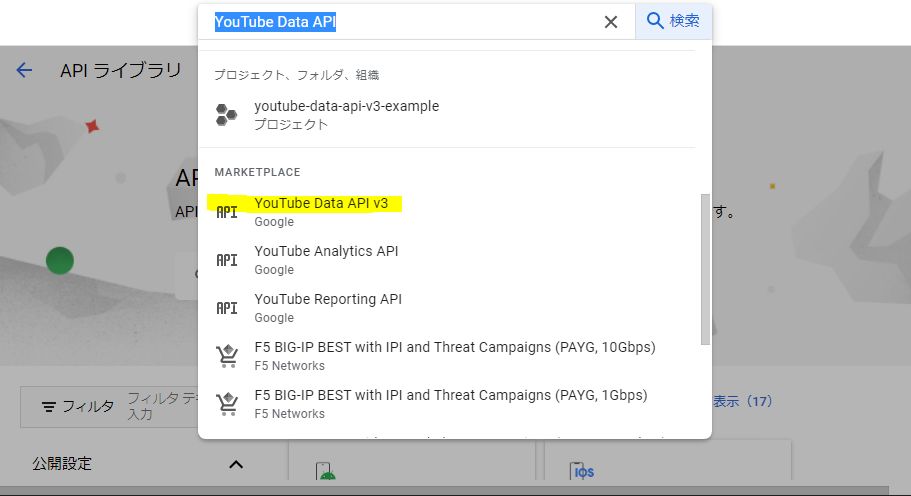 YouTube Data API
検索
API ライブラリ
プロジェクト、フォルダ、組織
youtube-data-api-v3-example
プロジェクト
MARKETPLACE
AP
API
す。
API
YouTube Data API v3
Google
API
YouTube Analytics API
Google
API
YouTube Reporting API
Google
F5 BIG-IP BEST with IPI and Threat Campaigns (PAYG, 10Gbps)
F5 Networks
F5 BIG-IP BEST with IPI and Threat Campaigns (PAYG, 1Gbps)
F5 Networks
フィルタ
フィルタ テ
入力
表示（17）
公開設定
iOS